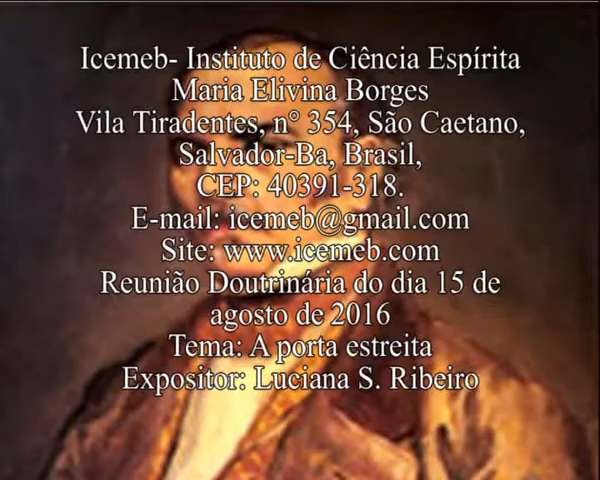 Icemeb- Instituto de Ciência Espírita
Maria Elivina Borges
Vila Tiradentes, n° 354, São Caetano,
Salvador-Ba, Brasil,
CEP: 40391-318.
E-mail: icemeb@gmail.com
Site: www.icemeb.com
Reunião Doutrinária do dia 15 de
agosto de 2016
Tema: A porta estreita
Expositor: Luciana S. Ribeiro